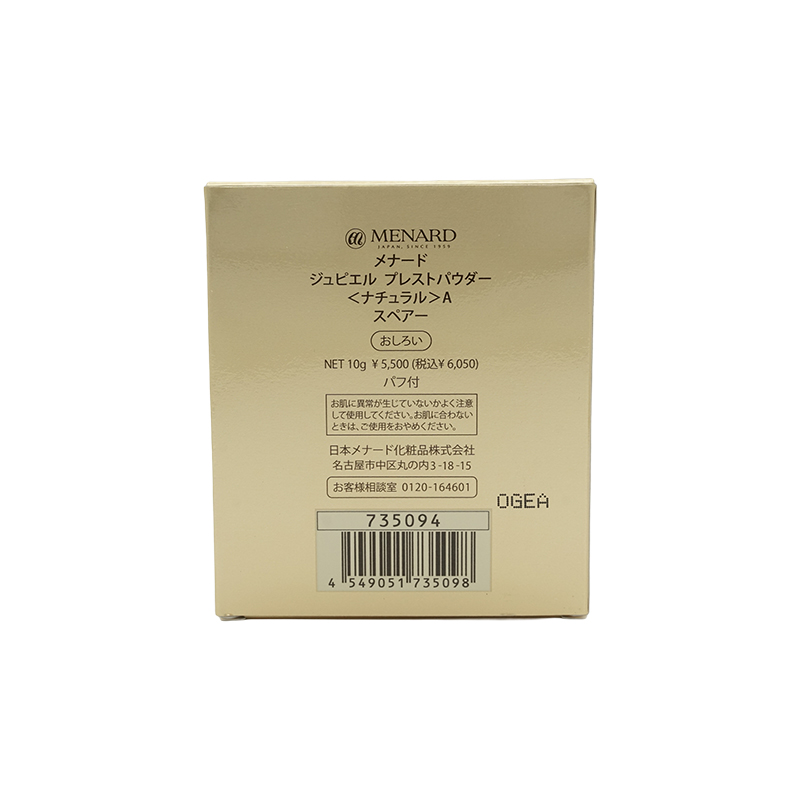 MENARD
JAPAN, SINCE 1959
メナード
ジュピエル プレストパウダー
<ナチュラル>A
スペアー
おしろい
NET 10g ¥5,500 (税込¥6,050)
パフ付
お肌に異常が生じていないかよく注意
して使用してください。お肌に合わない
ときは、ご使用をおやめください。
日本メナード化粧品株式会社
名古屋市中区丸の内3-18-15
お客様相談室 0120-164601
OGEA
735094
4 549051 735098